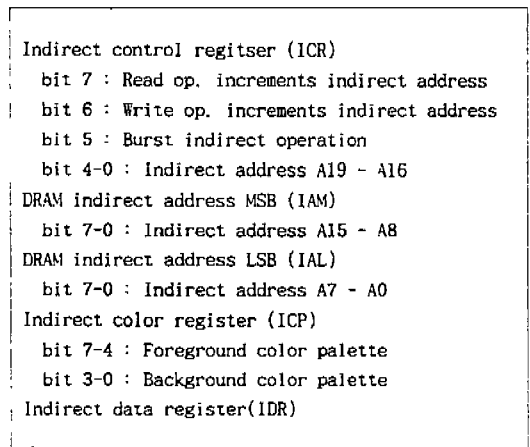 Indirect control regitser (ICR)
bit 7 : Read op. increments indirect address
bit 6 : Write op. increments indirect address
bit 5 : Burst indirect operation
bit 4-0 : Indirect address A19 - A16
DRAM indirect address MSB (IAM)
bit 7-0 : Indirect address A15 - A8
DRAM indirect address LSB (IAL)
bit 7-0 : Indirect address A7 - A0
Indirect color register (ICP)
bit 7-4 : Foreground color palette
bit 3-0 : Background color palette
Indirect data register(IDR)